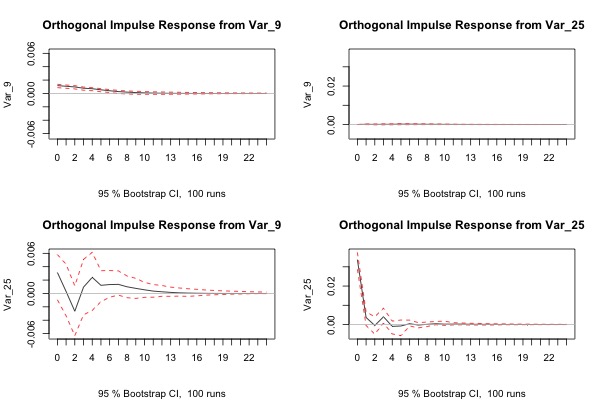 Orthogonal Impulse Response from Var_9
Var_9
-0.006 0.000 0.006
0 2 4 6 8 10 13 16 19 22
95 % Bootstrap CI, 100 runs
Orthogonal Impulse Response from Var_25
Var_9
0.00 0.02
0 2 4 6 8 10 13 16 19 22
95 % Bootstrap CI, 100 runs
Orthogonal Impulse Response from Var_9
Var_25
-0.006 0.000 0.006
0 2 4 6 8 10 13 16 19 22
95 % Bootstrap CI, 100 runs
Orthogonal Impulse Response from Var_25
Var_25
0.00 0.02
0 2 4 6 8 10 13 16 19 22
95 % Bootstrap CI, 100 runs